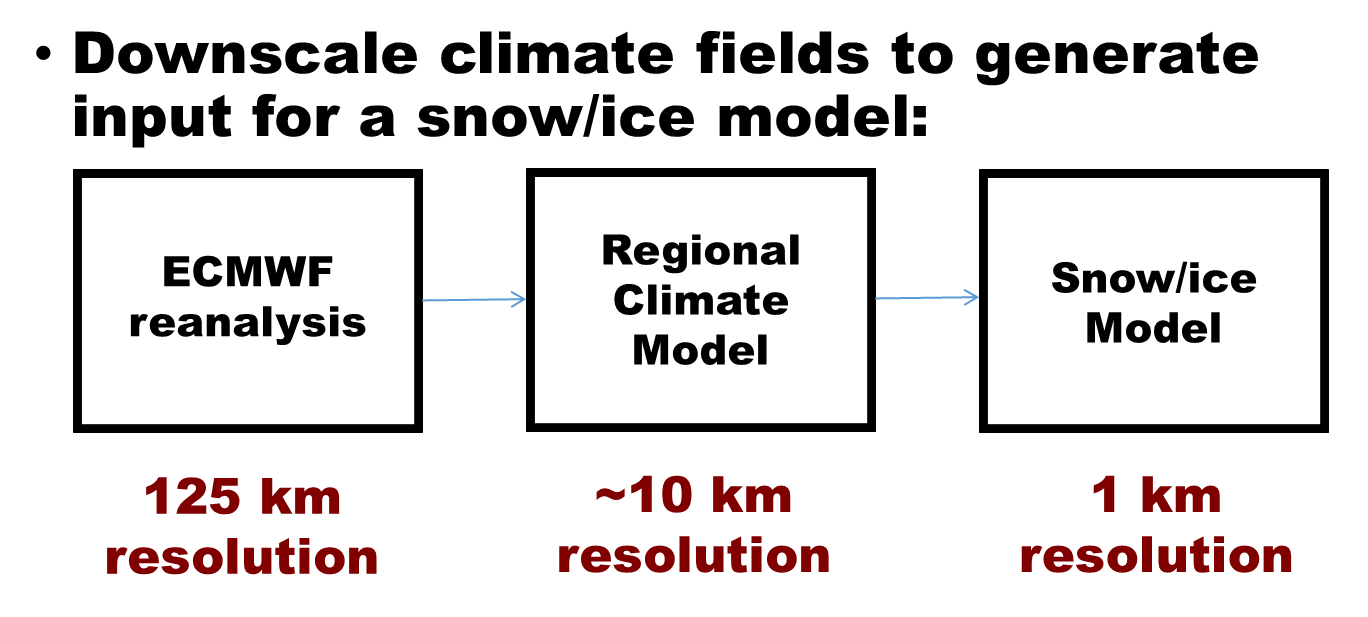 • Downscale climate fields to generate
input for a snow/ice model:
ECMWF
reanalysis
Regional
Climate
Model
Snow/ice
Model
125 km
resolution
~10 km
resolution
1 km
resolution